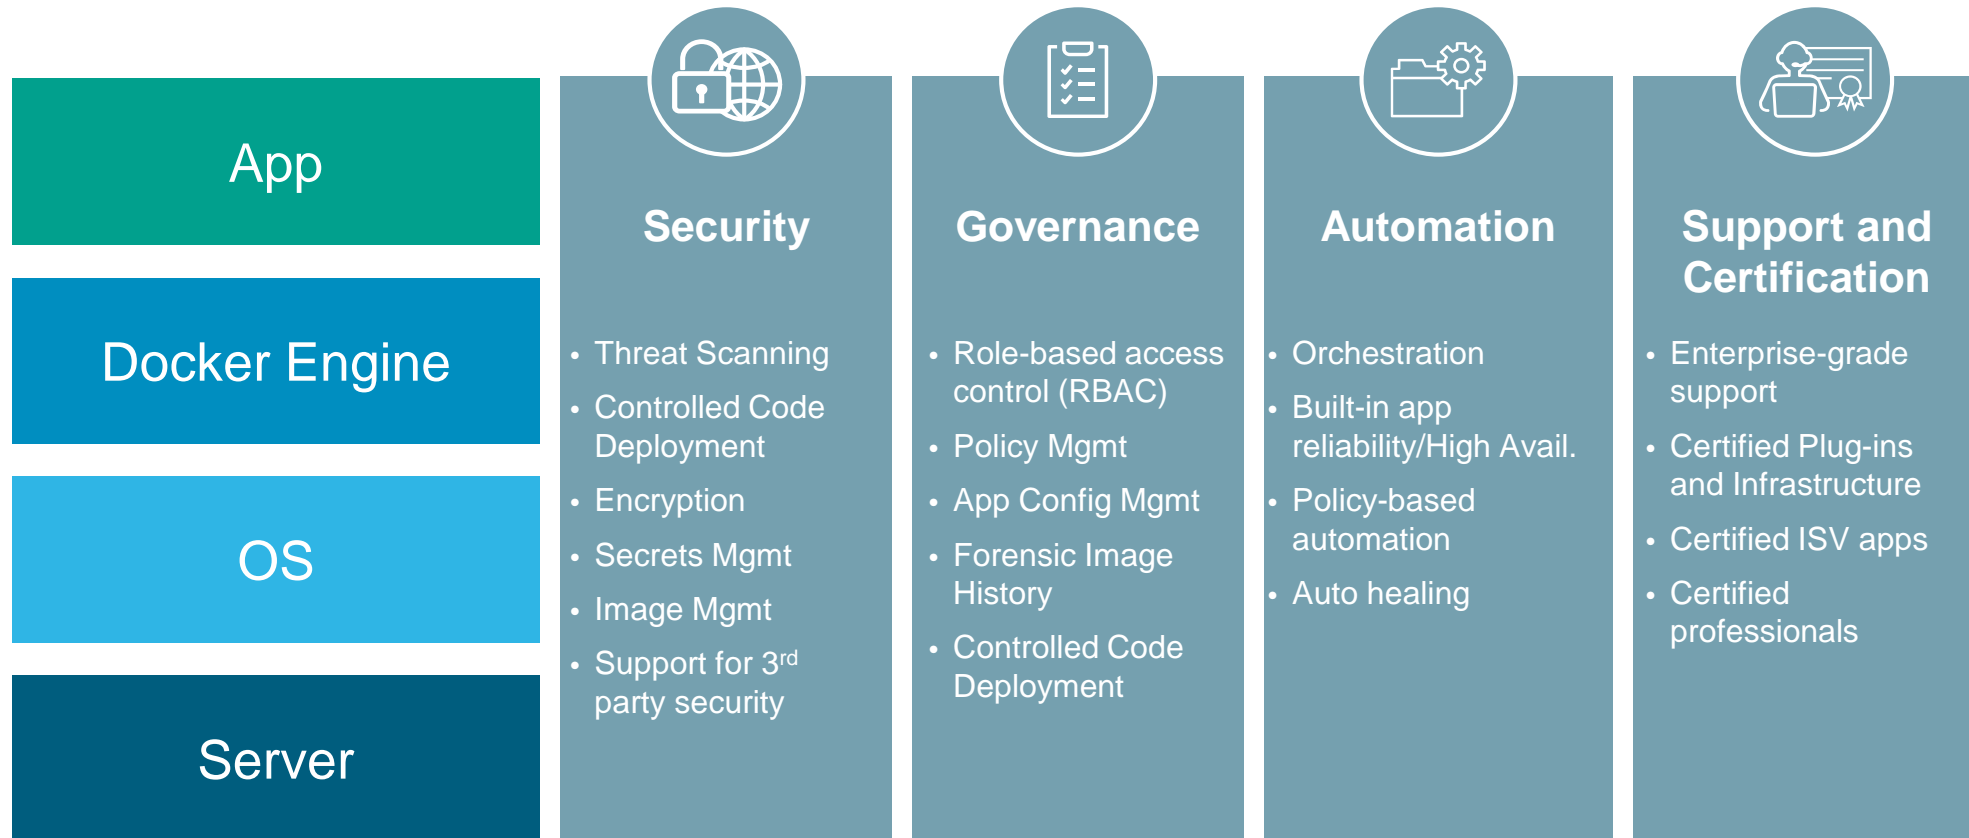 App
Docker Engine
OS
Server
Security
• Threat Scanning
• Controlled Code
Deployment
• Encryption
• Secrets Mgmt
• Image Mgmt
• Support for 3rd
party security
Governance
• Role-based access
control (RBAC)
• Policy Mgmt
• App Config Mgmt
• Forensic Image
History
• Controlled Code
Deployment
Automation
• Orchestration
• Built-in app
reliability/High Avail.
• Policy-based
automation
• Auto healing
Support and
Certification
• Enterprise-grade
support
• Certified Plug-ins
and Infrastructure
• Certified ISV apps
• Certified
professionals